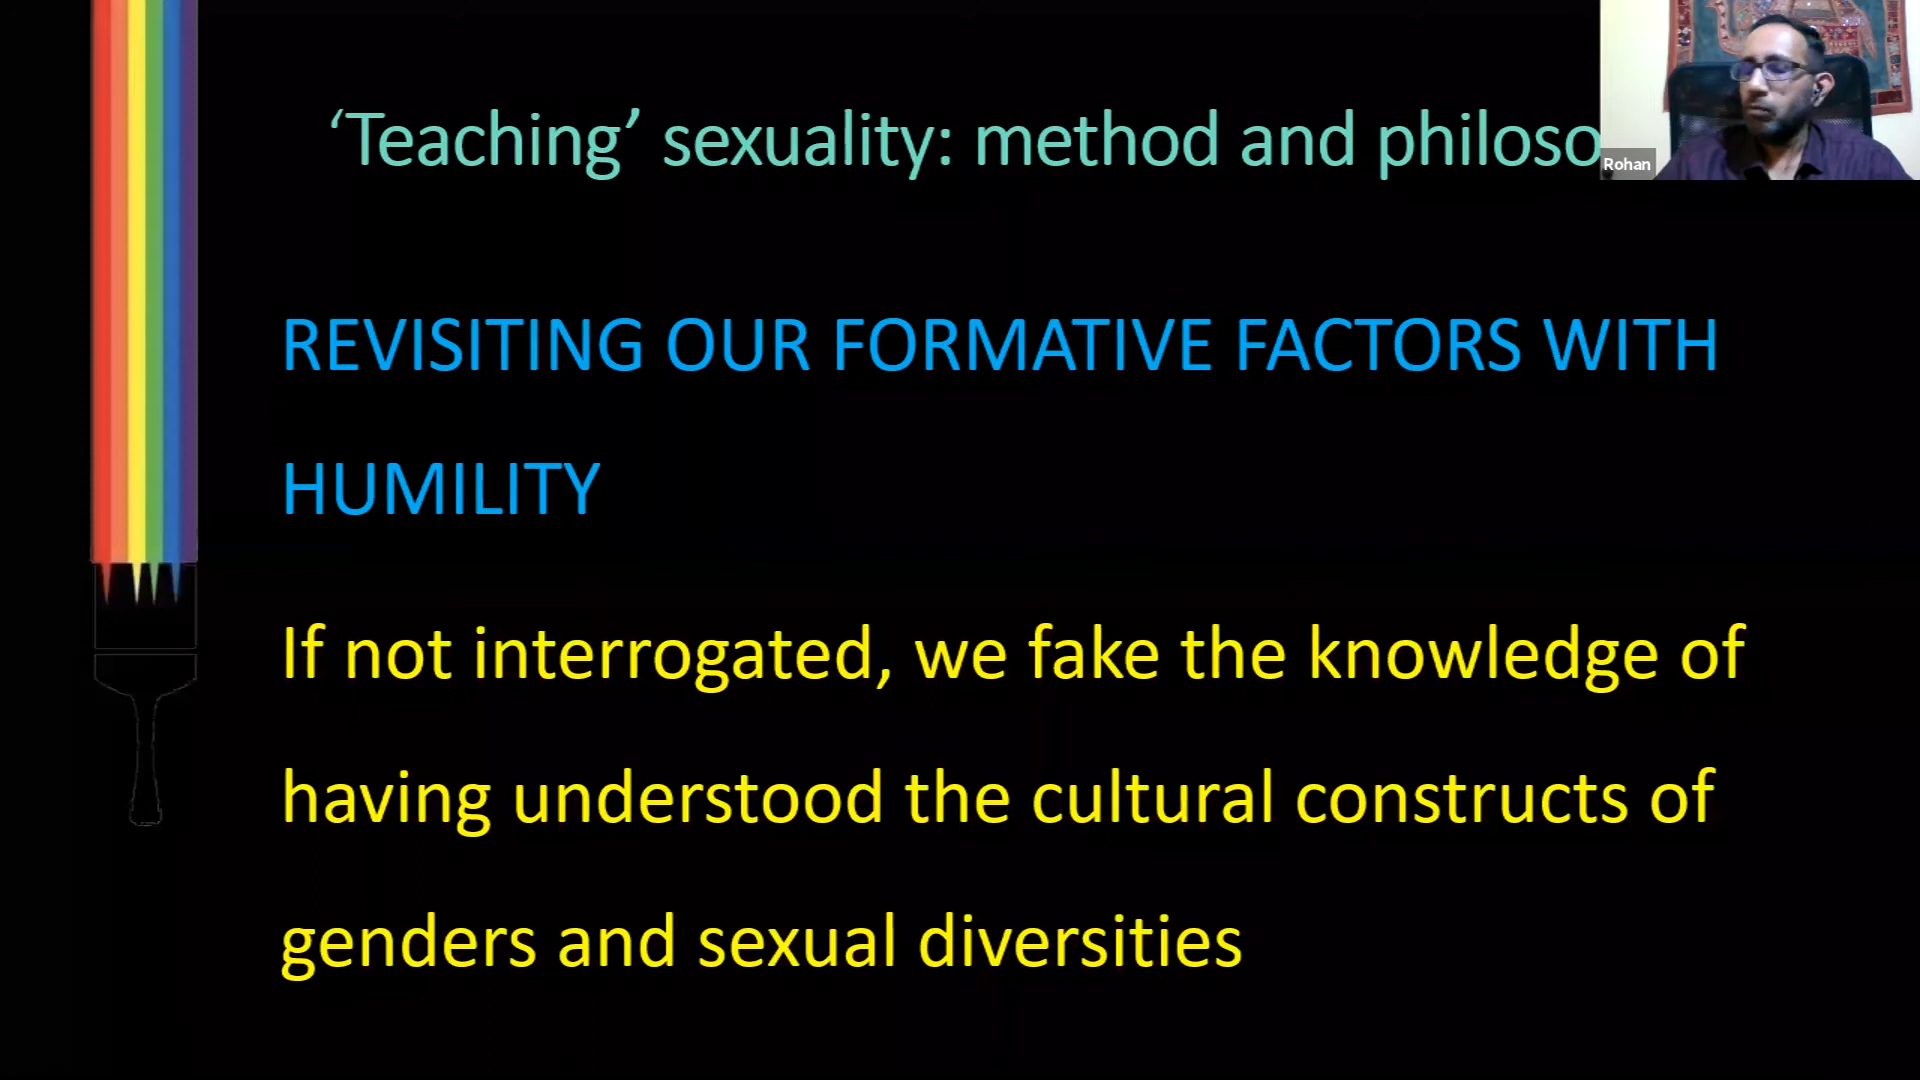 ‘Teaching’ sexuality: method and philoso
Rohan
REVISITING OUR FORMATIVE FACTORS WITH
HUMILITY
If not interrogated, we fake the knowledge of
having understood the cultural constructs of
genders and sexual diversities